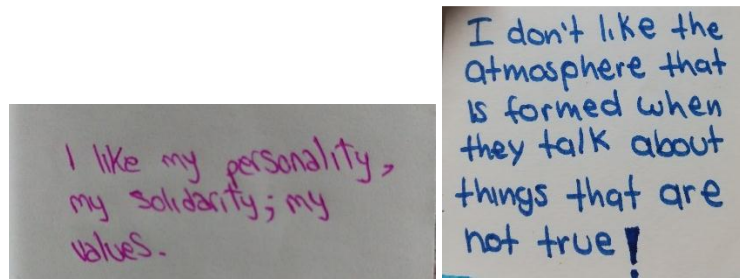 I like my personality,
my solidarity; my
values.
I don't like the
atmosphere that
is formed when
they talk about
things that are
not true!